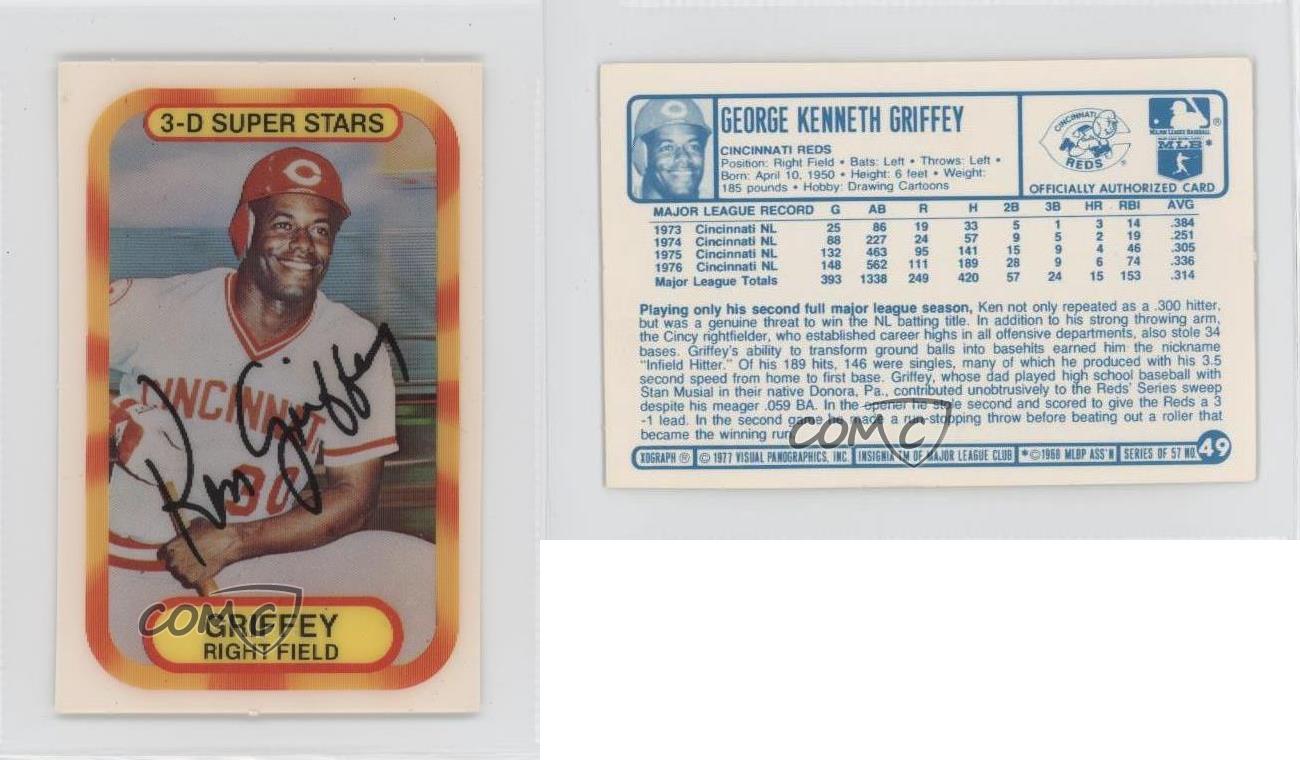 3-D SUPER STARS
CINCINNATI
30
Ken Griffey
COMC
GRIFFEY
RIGHT FIELD
GEORGE KENNETH GRIFFEY
CINCINNATI REDS
Position: Right Field • Bats: Left • Throws: Left •
Born: April 10, 1950 • Height: 6 feet • Weight:
185 pounds • Hobby: Drawing Cartoons
CINCINNATI
REDS
®
MAJOR LEAGUE BASEBALL
®
MLB*
OFFICIALLY AUTHORIZED CARD
MAJOR LEAGUE RECORD G AB R H 2B 3B HR RBI AVG
1973 Cincinnati NL 25 86 19 33 5 1 3 14 .384
1974 Cincinnati NL 88 227 24 57 9 5 2 19 .251
1975 Cincinnati NL 132 463 95 141 15 9 4 46 .305
1976 Cincinnati NL 148 562 111 189 28 9 6 74 .336
Major League Totals 393 1338 249 420 57 24 15 153 .314
Playing only his second full major league season, Ken not only repeated as a .300 hitter,
but was a genuine threat to win the NL batting title. In addition to his strong throwing arm,
the Cincy rightfielder, who established career highs in all offensive departments, also stole 34
bases. Griffey's ability to transform ground balls into basehits earned him the nickname
"Infield Hitter." Of his 189 hits, 146 were singles, many of which he produced with his 3.5
second speed from home to first base. Griffey, whose dad played high school baseball with
Stan Musial in their native Donora, Pa., contributed unobtrusively to the Reds' Series sweep
despite his meager .059 BA. In the opener he stole second and scored to give the Reds a 3
-1 lead. In the second game he made a run-stopping throw before beating out a roller that
became the winning run.
COMC
XOGRAPH ® © 1977 VISUAL PANOGRAPHICS, INC. INSIGNIA TM OF MAJOR LEAGUE CLUB *©1968 MLBP ASS'N SERIES OF 57 NO. 49